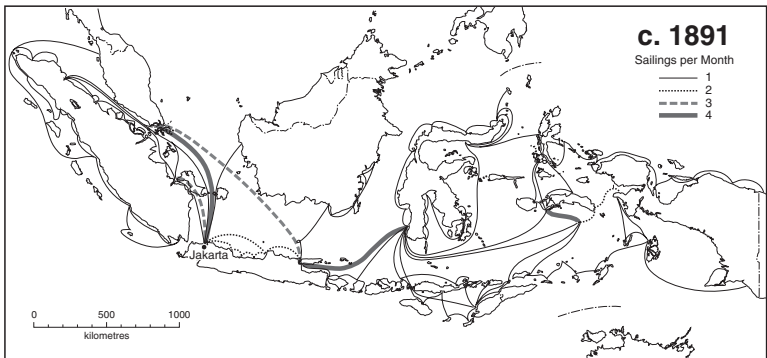 c. 1891
Sailings per Month
1
2
3
4
Jakarta
0 500 1000
kilometres